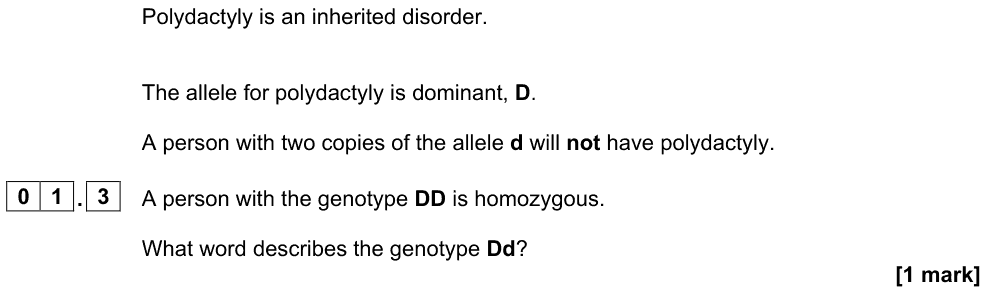 Polydactyly is an inherited disorder.
The allele for polydactyly is dominant, D.
A person with two copies of the allele d will not have polydactyly.
0 1 . 3 A person with the genotype DD is homozygous.
What word describes the genotype Dd?
[1 mark]